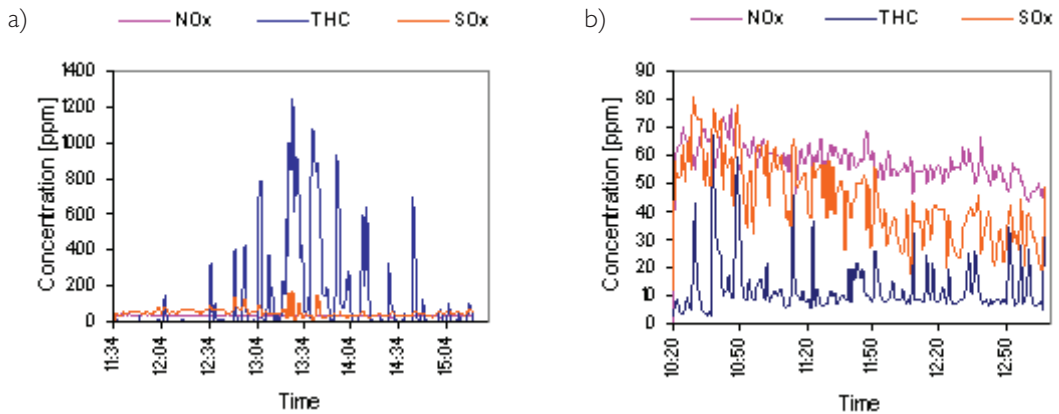 a)
NOx THC SOx
Concentration [ppm]
1400
1200
1000
800
600
400
200
0
11:34 12:04 12:34 13:04 13:34 14:04 14:34 15:04
Time
b)
NOx THC SOx
Concentration [ppm]
90
80
70
60
50
40
30
20
10
0
10:20 10:50 11:20 11:50 12:20 12:50
Time